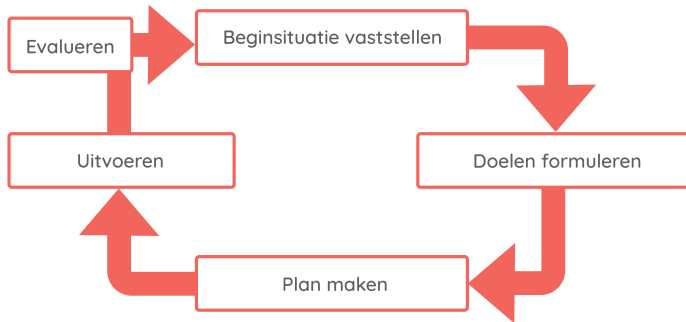 Evalueren
Beginsituatie vaststellen
Uitvoeren
Doelen formuleren
Plan maken